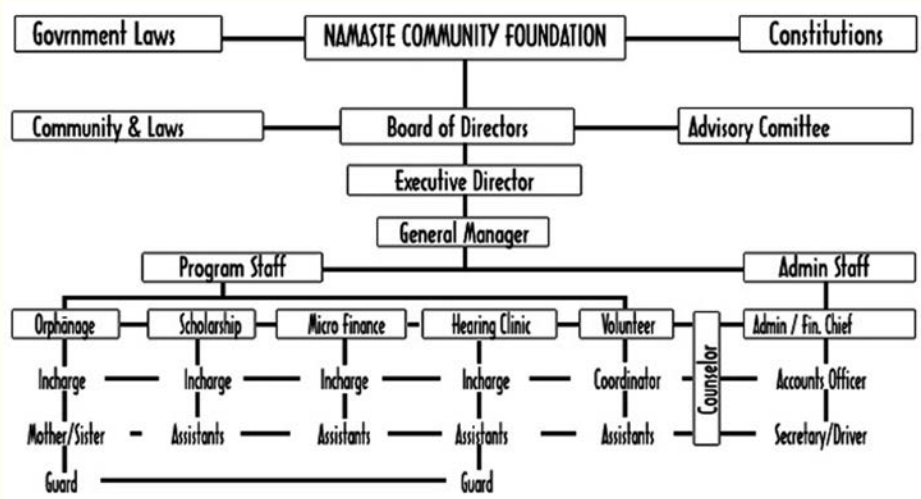 Govrnment Laws
NAMASTE COMMUNITY FOUNDATION
Constitutions
Community & Laws
Board of Directors
Advisory Comittee
Executive Director
General Manager
Program Staff
Admin Staff
Orphānage
Scholarship
Micro Finance
Hearing Clinic
Volunteer
Counselor
Admin / Fin. Chief
Incharge
Incharge
Incharge
Incharge
Coordinator
Accounts Officer
Mother/Sister
Assistants
Assistants
Assistants
Assistants
Secretary/Driver
Guard
Guard